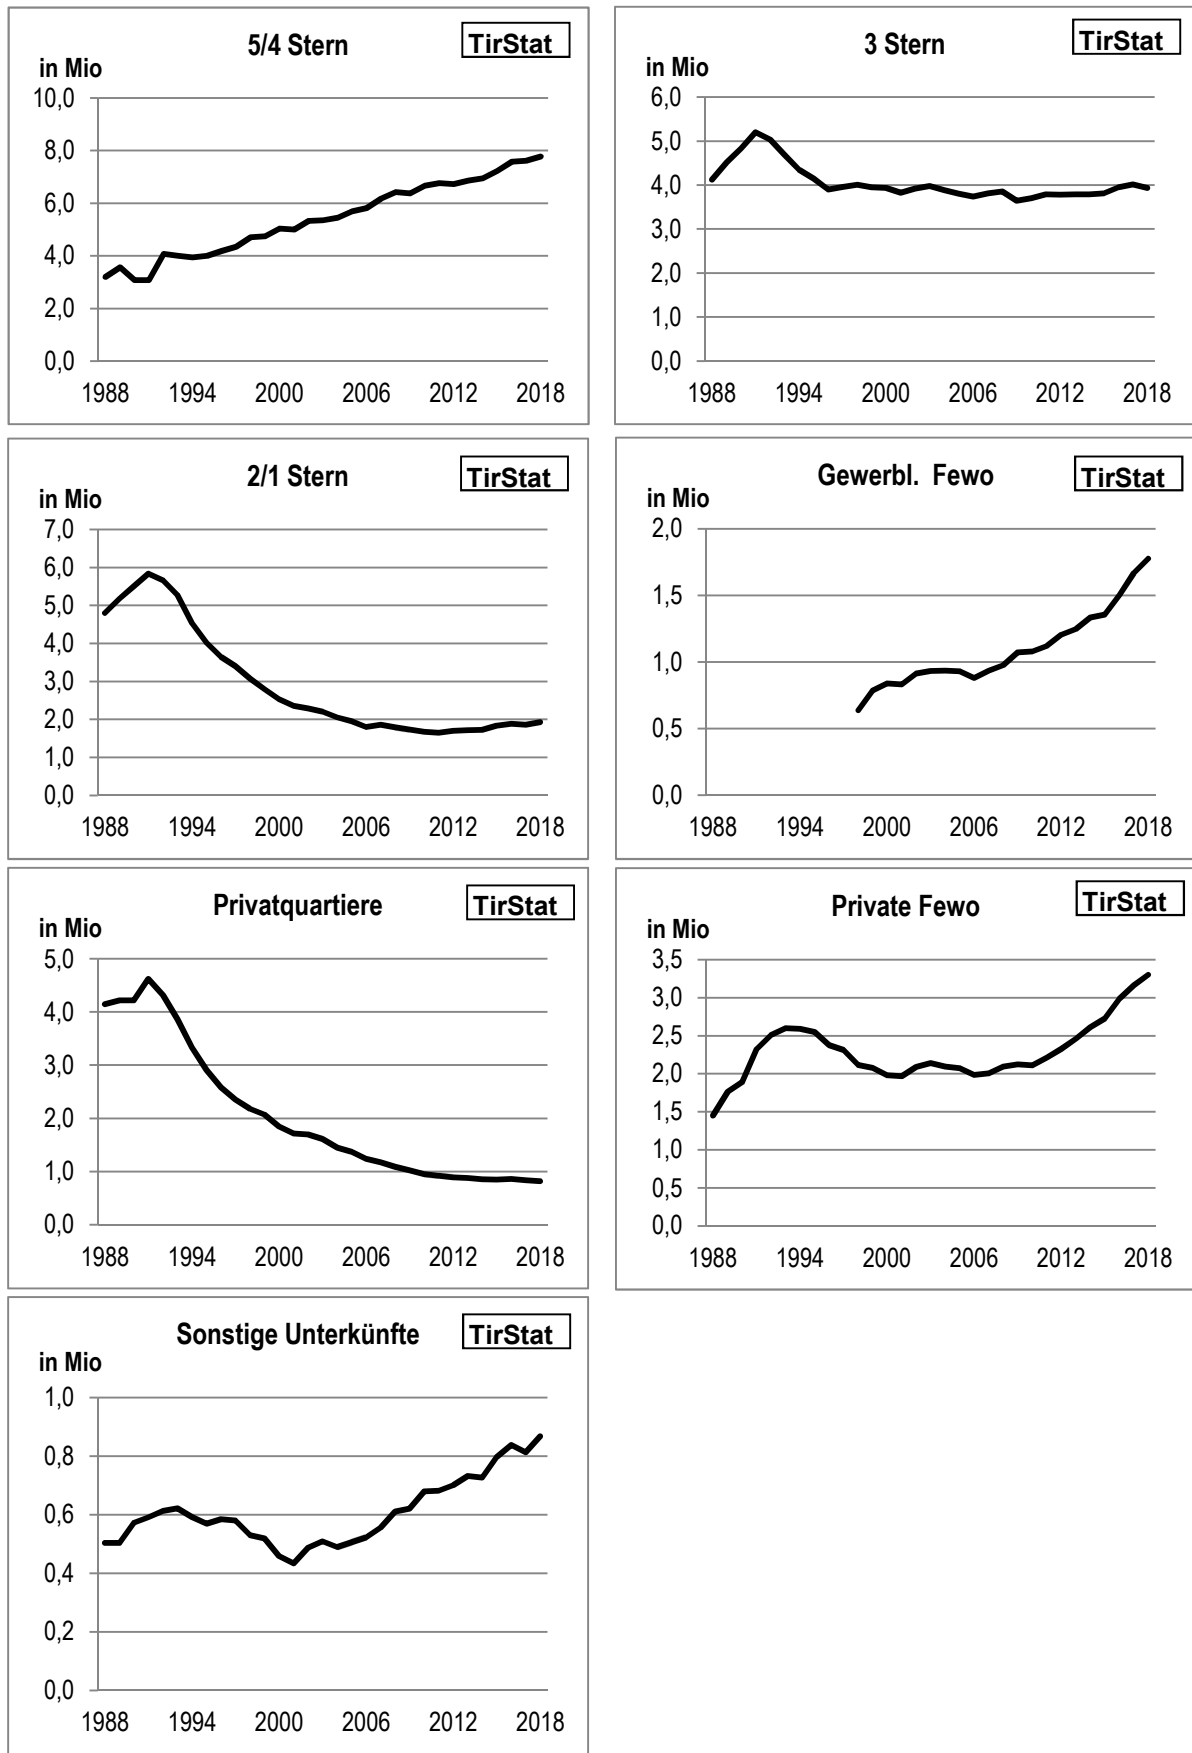 5/4 Stern
TirStat
in Mio
10,0
8,0
6,0
4,0
2,0
0,0
1988 1994 2000 2006 2012 2018
3 Stern
TirStat
in Mio
6,0
5,0
4,0
3,0
2,0
1,0
0,0
1988 1994 2000 2006 2012 2018
2/1 Stern
TirStat
in Mio
7,0
6,0
5,0
4,0
3,0
2,0
1,0
0,0
1988 1994 2000 2006 2012 2018
Gewerbl. Fewo
TirStat
in Mio
2,0
1,5
1,0
0,5
0,0
1988 1994 2000 2006 2012 2018
Privatquartiere
TirStat
in Mio
5,0
4,0
3,0
2,0
1,0
0,0
1988 1994 2000 2006 2012 2018
Private Fewo
TirStat
in Mio
3,5
3,0
2,5
2,0
1,5
1,0
0,5
0,0
1988 1994 2000 2006 2012 2018
Sonstige Unterkünfte
TirStat
in Mio
1,0
0,8
0,6
0,4
0,2
0,0
1988 1994 2000 2006 2012 2018